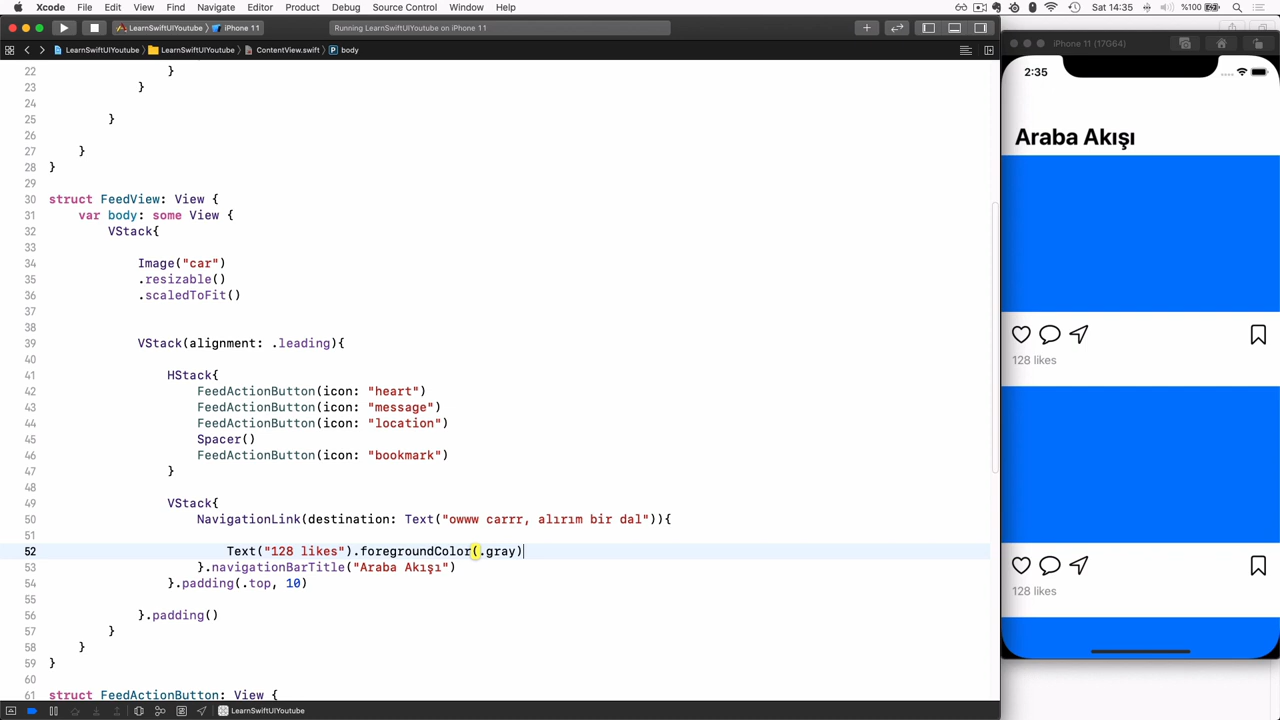 Xcode File Edit View Find Navigate Editor Product Debug Source Control Window Help
Sat 14:35 %100
LearnSwiftUIYoutube iPhone 11
Running LearnSwiftUIYoutube on iPhone 11
LearnSwiftUIYoutube LearnSwiftUIYoutube ContentView.swift body
22 }
23 }
24
25 }
26
27 }
28 }
29
30 struct FeedView: View {
31 var body: some View {
32 VStack{
33
34 Image("car")
35 .resizable()
36 .scaledToFit()
37
38
39 VStack(alignment: .leading){
40
41 HStack{
42 FeedActionButton(icon: "heart")
43 FeedActionButton(icon: "message")
44 FeedActionButton(icon: "location")
45 Spacer()
46 FeedActionButton(icon: "bookmark")
47 }
48
49 VStack{
50 NavigationLink(destination: Text("owww carrr, alırım bir dal")){
51
52 Text("128 likes").foregroundColor(.gray)
53 }.navigationBarTitle("Araba Akışı")
54 }.padding(.top, 10)
55
56 }.padding()
57 }
58 }
59 }
60
61 struct FeedActionButton: View {
LearnSwiftUIYoutube
iPhone 11 (17G64)
2:35
Araba Akışı
128 likes
128 likes